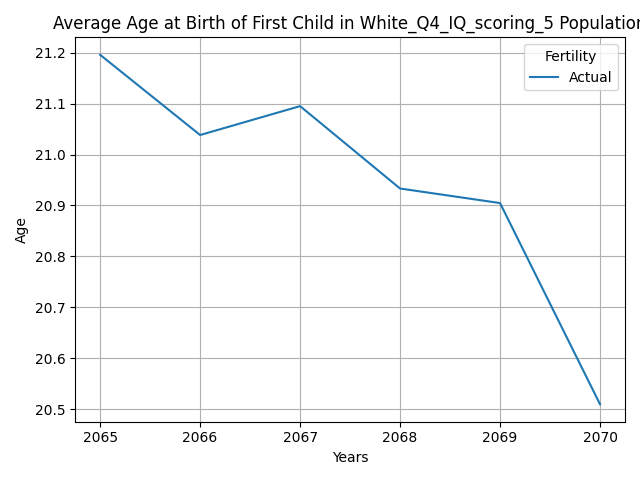 Average Age at Birth of First Child in White_Q4_IQ_scoring_5 Population
Fertility
Actual
21.2
21.1
21.0
20.9
20.8
20.7
20.6
20.5
Age
2065 2066 2067 2068 2069 2070
Years